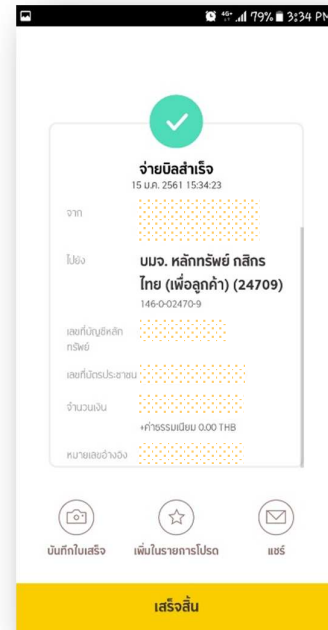 4G+ 79% 3:34 PM
จ่ายบิลสำเร็จ
15 ม.ค. 2561 15:34:23
จาก
ไปยัง
บมจ. หลักทรัพย์ กสิกร
ไทย (เพื่อลูกค้า) (24709)
146-0-02470-9
เลขที่บัญชีหลัก
ทรัพย์
เลขที่บัตรประชาชน
จำนวนเงิน
+ค่าธรรมเนียม 0.00 THB
หมายเลขอ้างอิง
บันทึกใบเสร็จ
เพิ่มในรายการโปรด
แชร์
เสร็จสิ้น